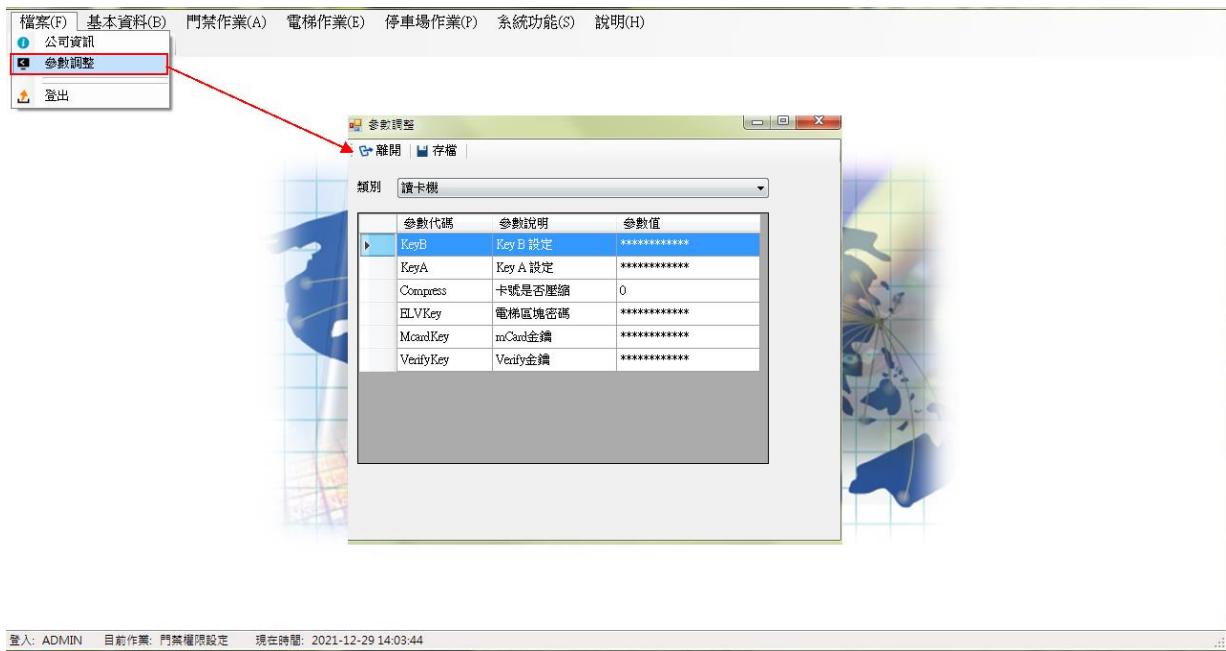 檔案(F) 基本資料(B) 門禁作業(A) 電梯作業(E) 停車場作業(P) 系統功能(S) 說明(H)
公司資訊
參數調整
登出
參數調整
離開 存檔
類別 讀卡機
參數代碼 參數說明 參數值
KeyB Key B 設定 ************
KeyA Key A 設定 ************
Compress 卡號是否壓縮 0
ELVKey 電梯區塊密碼 ************
McardKey mCard金鑰 ************
VerifyKey Verify金鑰 ************
登入: ADMIN 目前作業: 門禁權限設定 現在時間: 2021-12-29 14:03:44